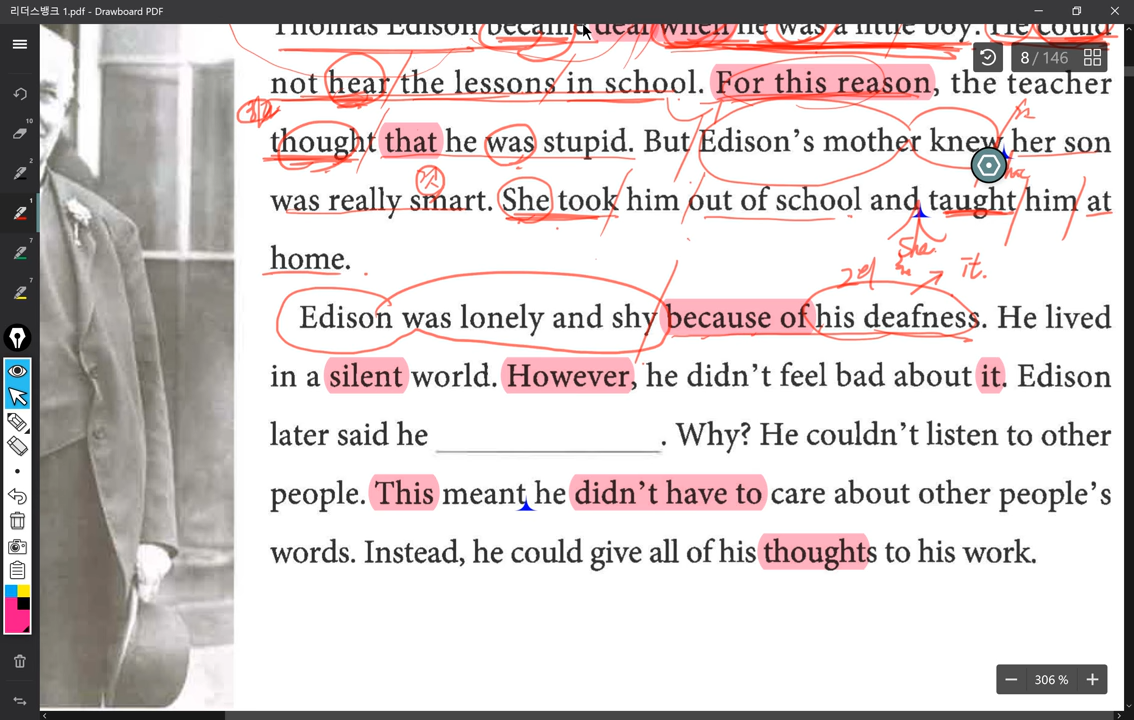 리더스뱅크 1.pdf - Drawboard PDF
Thomas Edison became deaf when he was a little boy. He could
8 / 146
not hear the lessons in school. For this reason, the teacher
thought that he was stupid. But Edison's mother knew her son
was really smart. She took him out of school and taught him at
She
home.
it.
Edison was lonely and shy because of his deafness. He lived
in a silent world. However, he didn't feel bad about it. Edison
later said he ____________. Why? He couldn't listen to other
people. This meant he didn't have to care about other people's
words. Instead, he could give all of his thoughts to his work.
306 %
10
2
1
7
7